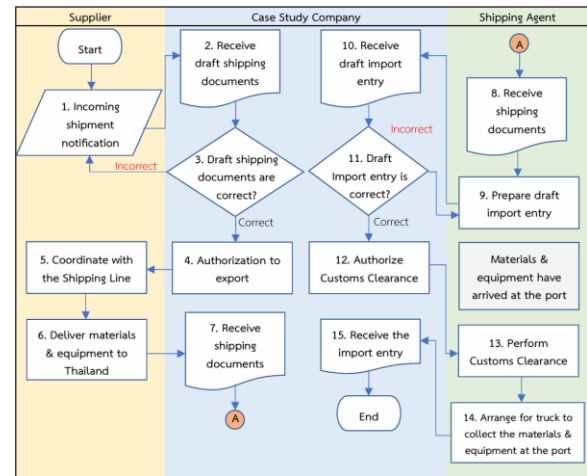 Supplier
Case Study Company
Shipping Agent
Start
1. Incoming
shipment
notification
2. Receive
draft shipping
documents
Incorrect
3. Draft shipping
documents are
correct?
Correct
4. Authorization to
export
5. Coordinate with
the Shipping Line
6. Deliver materials
& equipment to
Thailand
7. Receive
shipping
documents
A
A
8. Receive
shipping
documents
9. Prepare draft
import entry
10. Receive
draft import
entry
Incorrect
11. Draft
Import entry is
correct?
Correct
12. Authorize
Customs Clearance
Materials &
equipment have
arrived at the port
13. Perform
Customs Clearance
14. Arrange for truck to
collect the materials &
equipment at the port
15. Receive the
import entry
End